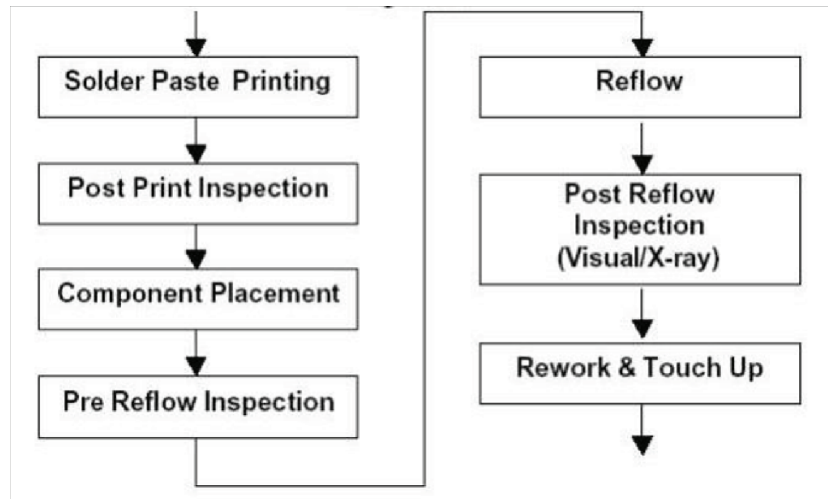 Solder Paste Printing
Post Print Inspection
Component Placement
Pre Reflow Inspection
Reflow
Post Reflow
Inspection
(Visual/X-ray)
Rework & Touch Up